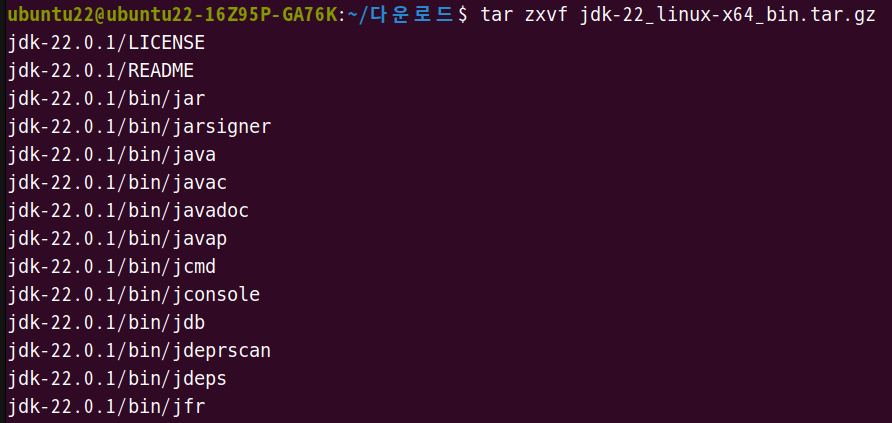 ubuntu22@ubuntu22-16Z95P-GA76K:~/다운로드$ tar zxvf jdk-22_linux-x64_bin.tar.gz
jdk-22.0.1/LICENSE
jdk-22.0.1/README
jdk-22.0.1/bin/jar
jdk-22.0.1/bin/jarsigner
jdk-22.0.1/bin/java
jdk-22.0.1/bin/javac
jdk-22.0.1/bin/javadoc
jdk-22.0.1/bin/javap
jdk-22.0.1/bin/jcmd
jdk-22.0.1/bin/jconsole
jdk-22.0.1/bin/jdb
jdk-22.0.1/bin/jdeprscan
jdk-22.0.1/bin/jdeps
jdk-22.0.1/bin/jfr